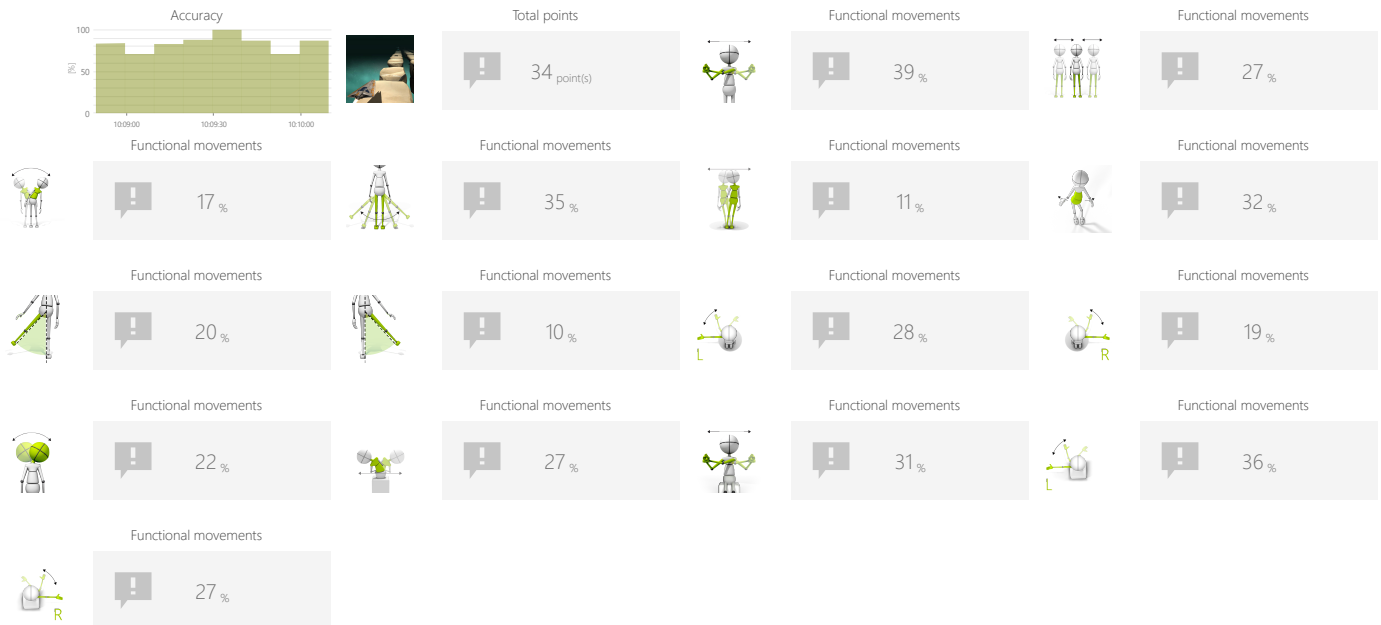 Accuracy
Total points
Functional movements
Functional movements
100
50
0
[%]
10:09:00
10:09:30
10:10:00
34 point(s)
39 %
27 %
Functional movements
Functional movements
Functional movements
Functional movements
17 %
35 %
11 %
32 %
Functional movements
Functional movements
Functional movements
Functional movements
20 %
10 %
L
28 %
R
19 %
Functional movements
Functional movements
Functional movements
Functional movements
22 %
27 %
31 %
L
36 %
Functional movements
R
27 %